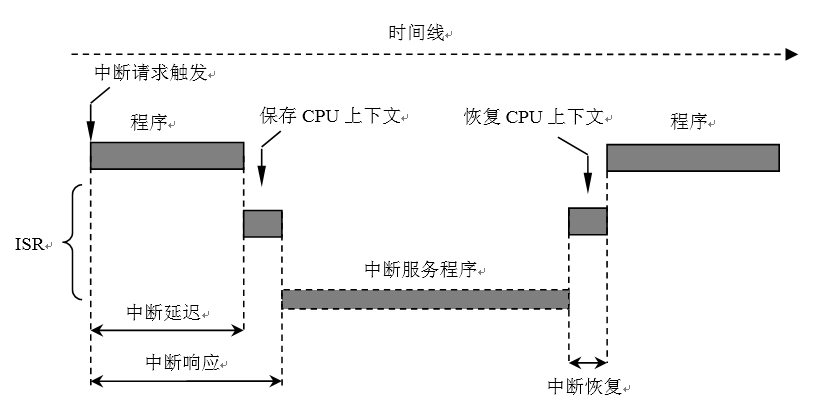 时间线
中断请求触发
程序
保存 CPU 上下文
恢复 CPU 上下文
程序
ISR
中断服务程序
中断延迟
中断响应
中断恢复